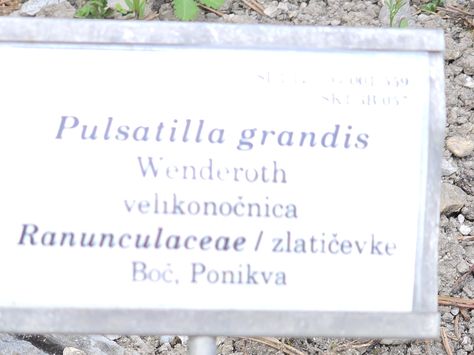 Pulsatilla grandis
Wenderoth
velikonočnica
Ranunculaceae / zlatičevke
Boč, Ponikva